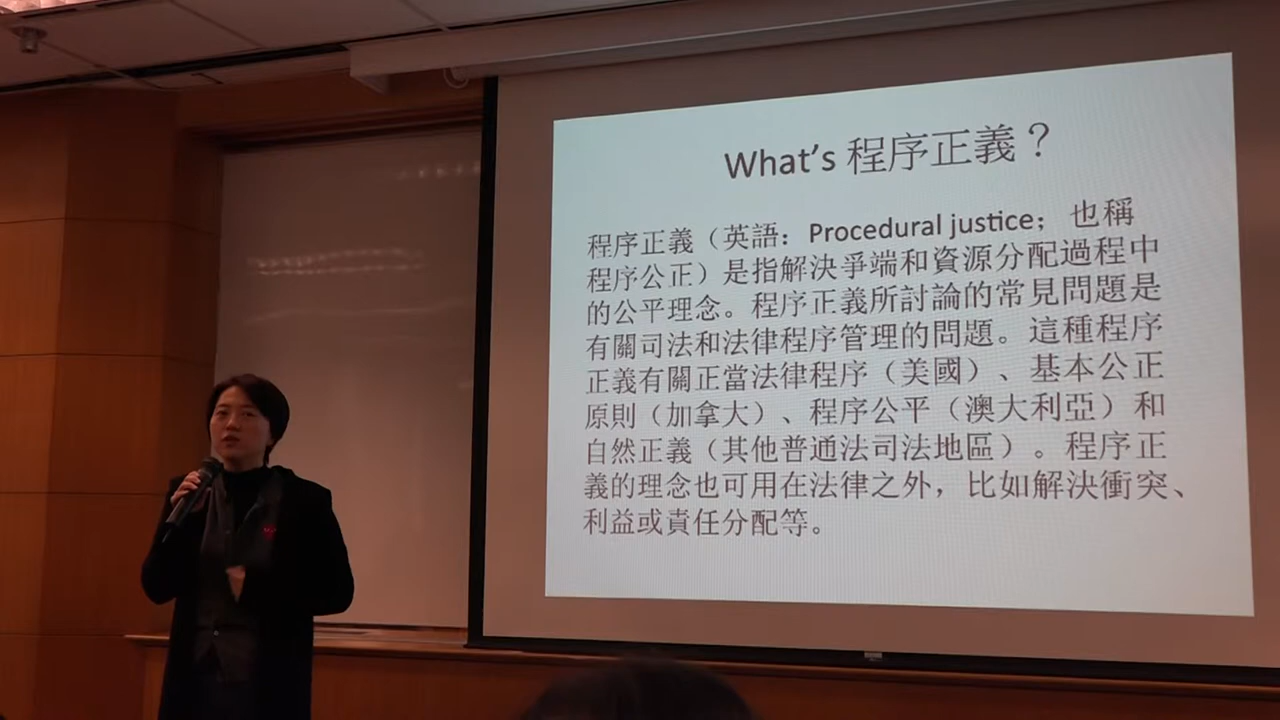 What's 程序正義？
程序正義（英語：Procedural justice；也稱
程序公正）是指解決爭端和資源分配過程中
的公平理念。程序正義所討論的常見問題是
有關司法和法律程序管理的問題。這種程序
正義有關正當法律程序（美國）、基本公正
原則（加拿大）、程序公平（澳大利亞）和
自然正義（其他普通法司法地區）。程序正
義的理念也可用在法律之外，比如解決衝突、
利益或責任分配等。